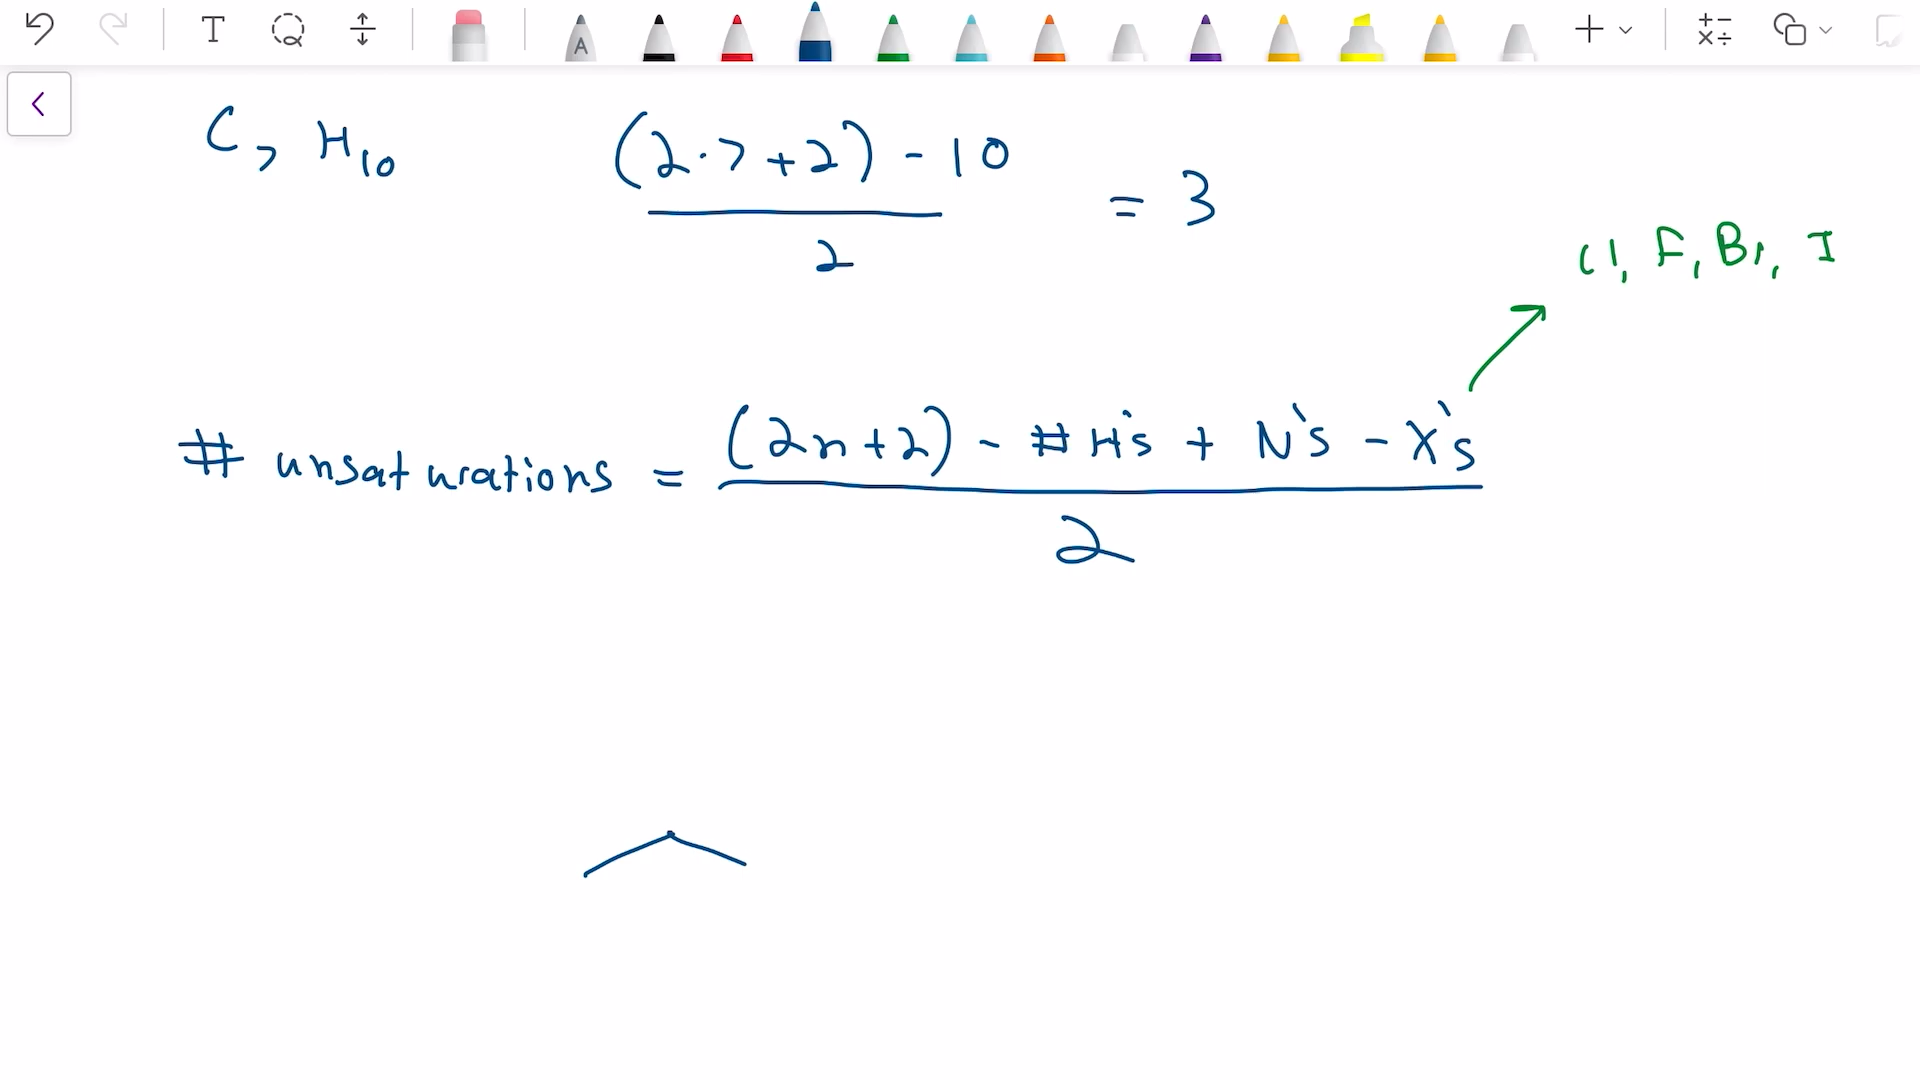 C7 H10
(2·7+2) - 10
= 3
2
Cl, F, Br, I
# unsaturations = (2n+2) - # H's + N's - X's
2